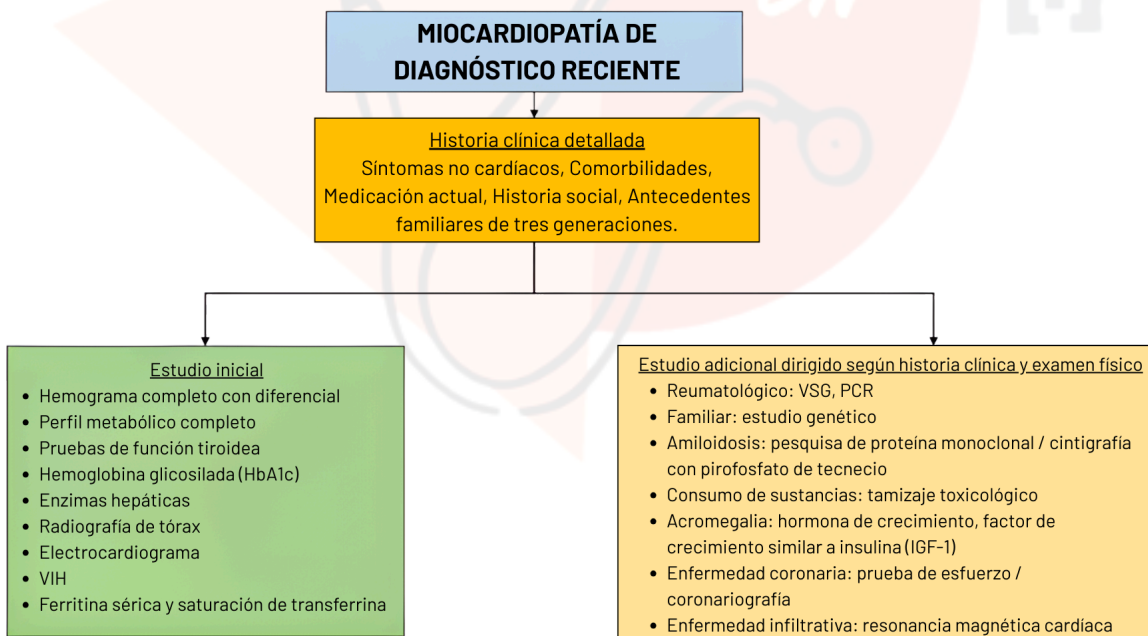 en
MIOCARDIOPATÍA DE
DIAGNÓSTICO RECIENTE
Historia clínica detallada
Síntomas no cardíacos, Comorbilidades,
Medicación actual, Historia social, Antecedentes
familiares de tres generaciones.
Estudio inicial
• Hemograma completo con diferencial
• Perfil metabólico completo
• Pruebas de función tiroidea
• Hemoglobina glicosilada (HbA1c)
• Enzimas hepáticas
• Radiografía de tórax
• Electrocardiograma
• VIH
• Ferritina sérica y saturación de transferrina
Estudio adicional dirigido según historia clínica y examen físico
• Reumatológico: VSG, PCR
• Familiar: estudio genético
• Amiloidosis: pesquisa de proteína monoclonal / cintigrafía
con pirofosfato de tecnecio
• Consumo de sustancias: tamizaje toxicológico
• Acromegalia: hormona de crecimiento, factor de
crecimiento similar a insulina (IGF-1)
• Enfermedad coronaria: prueba de esfuerzo /
coronariografía
• Enfermedad infiltrativa: resonancia magnética cardíaca